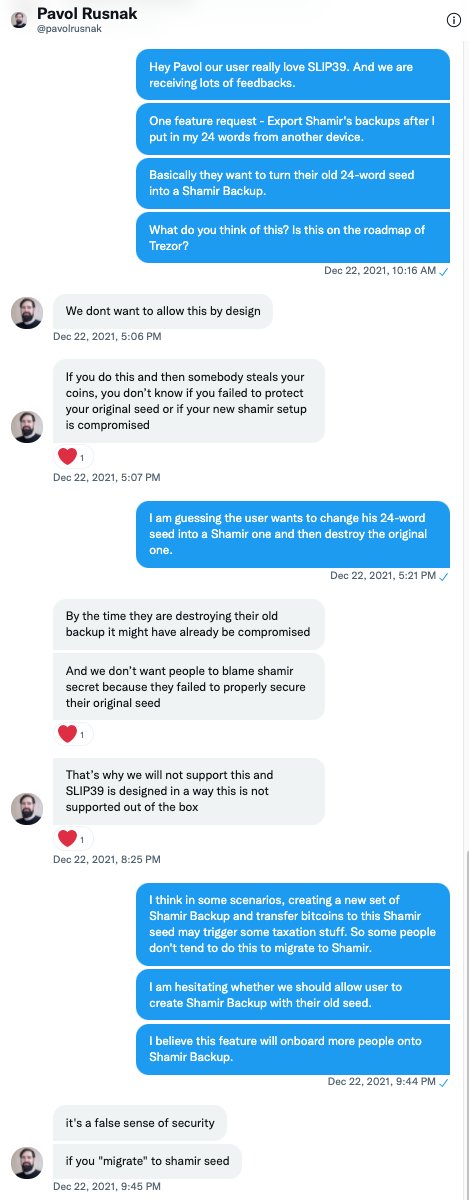 Pavol Rusnak
@pavolrusnak
Hey Pavol our user really love SLIP39. And we are
receiving lots of feedbacks.
One feature request - Export Shamir's backups after I
put in my 24 words from another device.
Basically they want to turn their old 24-word seed
into a Shamir Backup.
What do you think of this? Is this on the roadmap of
Trezor?
Dec 22, 2021, 10:16 AM ✓
We dont want to allow this by design
Dec 22, 2021, 5:06 PM
If you do this and then somebody steals your
coins, you don't know if you failed to protect
your original seed or if your new shamir setup
is compromised
1
Dec 22, 2021, 5:07 PM
I am guessing the user wants to change his 24-word
seed into a Shamir one and then destroy the original
one.
Dec 22, 2021, 5:21 PM ✓
By the time they are destroying their old
backup it might have already be compromised
And we don't want people to blame shamir
secret because they failed to properly secure
their original seed
1
That's why we will not support this and
SLIP39 is designed in a way this is not
supported out of the box
1
Dec 22, 2021, 8:25 PM
I think in some scenarios, creating a new set of
Shamir Backup and transfer bitcoins to this Shamir
seed may trigger some taxation stuff. So some people
don't tend to do this to migrate to Shamir.
I am hesitating whether we should allow user to
create Shamir Backup with their old seed.
I believe this feature will onboard more people onto
Shamir Backup.
Dec 22, 2021, 9:44 PM ✓
it's a false sense of security
if you "migrate" to shamir seed
Dec 22, 2021, 9:45 PM